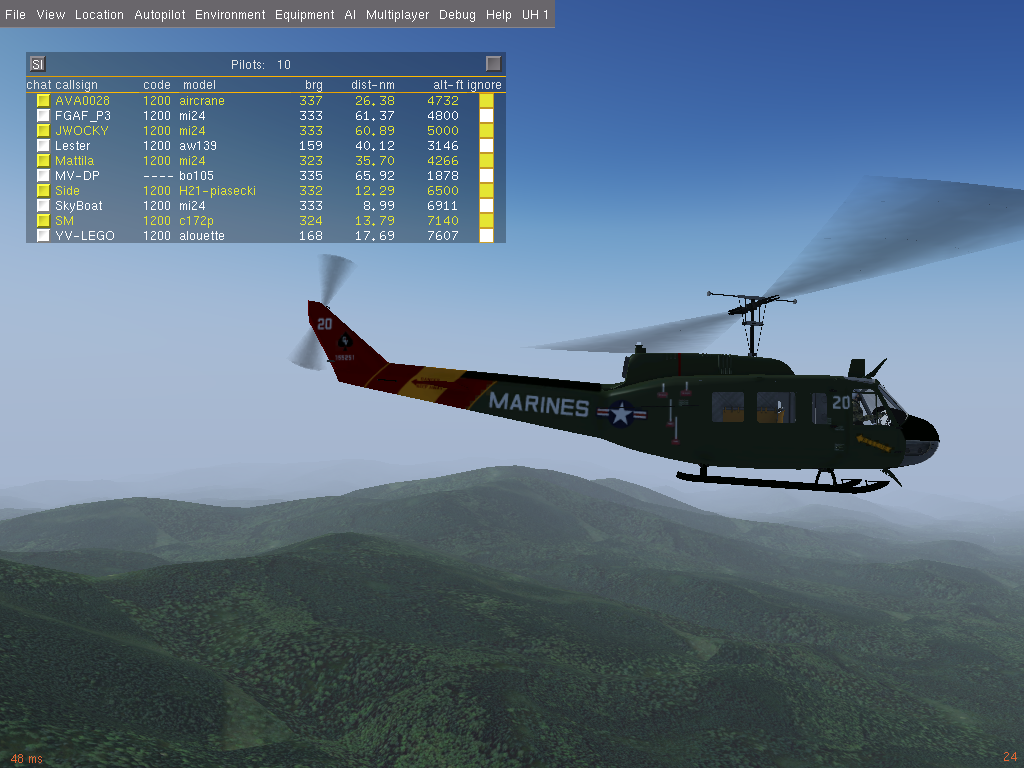 File View Location Autopilot Environment Equipment AI Multiplayer Debug Help UH 1
SI Pilots: 10
chat callsign code model brg dist-nm alt-ft ignore
AVA0028 1200 aircrane 337 26.38 4732
FGAF_P3 1200 mi24 333 61.37 4800
JWOCKY 1200 mi24 333 60.89 5000
Lester 1200 aw139 159 40.12 3146
Mattila 1200 mi24 323 35.70 4266
MV-DP ---- bo105 335 65.92 1878
Side 1200 H21-piasecki 332 12.29 6500
SkyBoat 1200 mi24 333 8.99 6911
SM 1200 c172p 324 13.79 7140
YV-LEGO 1200 alouette 168 17.69 7607
20
MARINES
20
48 ms
24